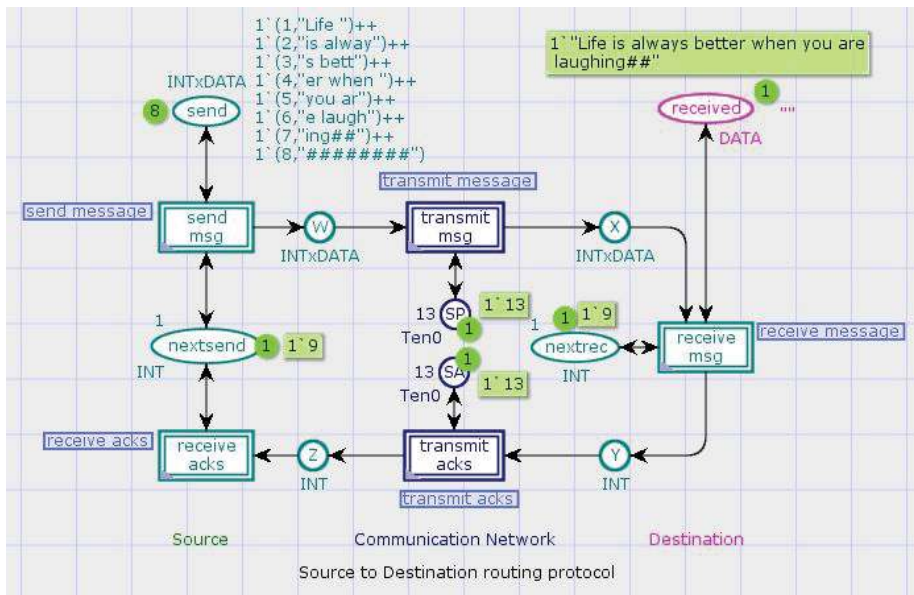 1`(1,"Life ")++
1`(2,"is alway")++
1`(3,"s bett")++
1`(4,"er when ")++
1`(5,"you ar")++
1`(6,"e laugh")++
1`(7,"ing##")++
1`(8,"########")
1`"Life is always better when you are
laughing##"
INTxDATA
8
send
1
received
""
DATA
transmit message
send message
send
msg
W
INTxDATA
transmit
msg
X
INTxDATA
13
SP
1
1`13
Ten0
1
nextsend
1
1`9
INT
13
SA
1
1`13
Ten0
1
1
1`9
nextrec
INT
receive
msg
receive message
receive acks
receive
acks
Z
INT
transmit
acks
transmit acks
Y
INT
Source
Communication Network
Destination
Source to Destination routing protocol